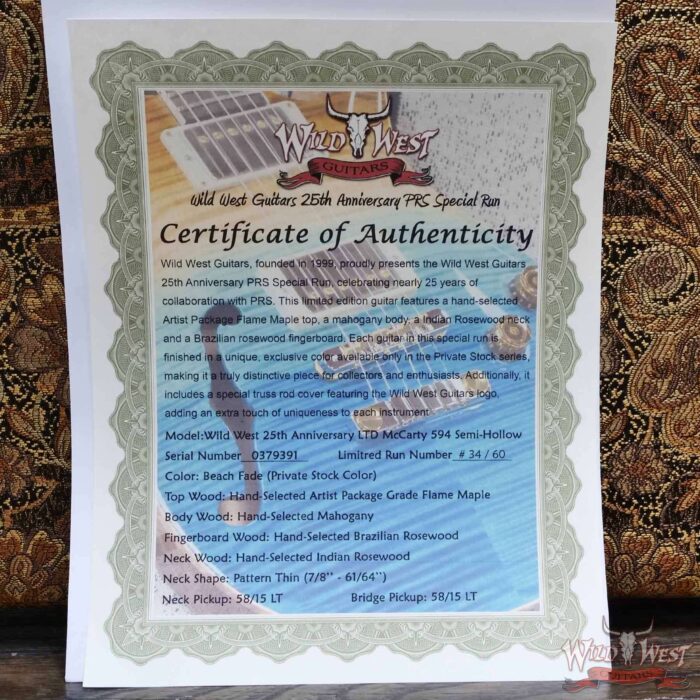 WILD WEST
GUITARS
Wild West Guitars 25th Anniversary PRS Special Run
Certificate of Authenticity
Wild West Guitars, founded in 1999, proudly presents the Wild West Guitars
25th Anniversary PRS Special Run, celebrating nearly 25 years of
collaboration with PRS. This limited edition guitar features a hand-selected
Artist Package Flame Maple top, a mahogany body, a Indian Rosewood neck
and a Brazilian rosewood fingerboard. Each guitar in this special run is
finished in a unique, exclusive color available only in the Private Stock series,
making it a truly distinctive piece for collectors and enthusiasts. Additionally, it
includes a special truss rod cover featuring the Wild West Guitars logo,
adding an extra touch of uniqueness to each instrument
Model:Wild West 25th Anniversary LTD McCarty 594 Semi-Hollow
Serial Number 0379391 Limitred Run Number # 34 / 60
Color: Beach Fade (Private Stock Color)
Top Wood: Hand-Selected Artist Package Grade Flame Maple
Body Wood: Hand-Selected Mahogany
Fingerboard Wood: Hand-Selected Brazilian Rosewood
Neck Wood: Hand-Selected Indian Rosewood
Neck Shape: Pattern Thin (7/8'' - 61/64'')
Neck Pickup: 58/15 LT Bridge Pickup: 58/15 LT
WILD WEST
GUITARS